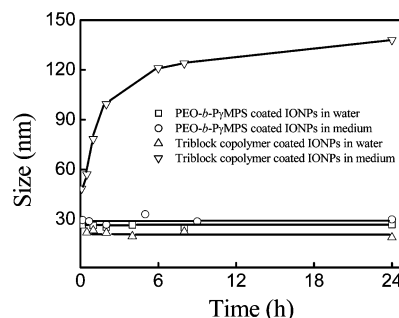 150
120
90
60
30
Size (nm)
PEO-b-PγMPS coated IONPs in water
PEO-b-PγMPS coated IONPs in medium
Triblock copolymer coated IONPs in water
Triblock copolymer coated IONPs in medium
0 6 12 18 24
Time (h)